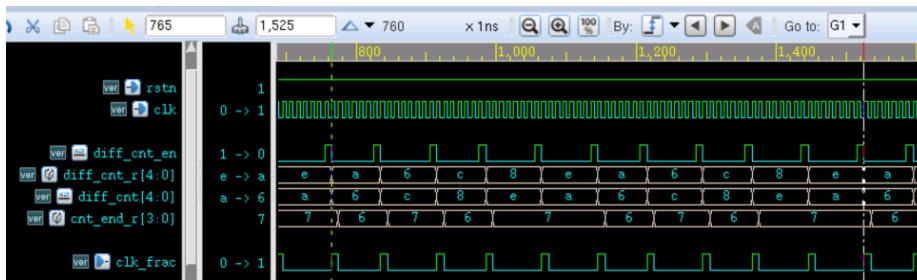 765 1,525 760 x 1ns 100 % By: Go to: G1
800 1,000 1,200 1,400
ver rstn 1
ver clk 0 -> 1
ver diff_cnt_en 1 -> 0
ver diff_cnt_r[4:0] e -> a e a 6 c 8 e a 6 c 8 e a
ver diff_cnt[4:0] a -> 6 a 6 c 8 e a 6 c 8 e a 6
ver cnt_end_r[3:0] 7 7 6 7 6 7 6 7 6 7 6
ver clk_frac 0 -> 1